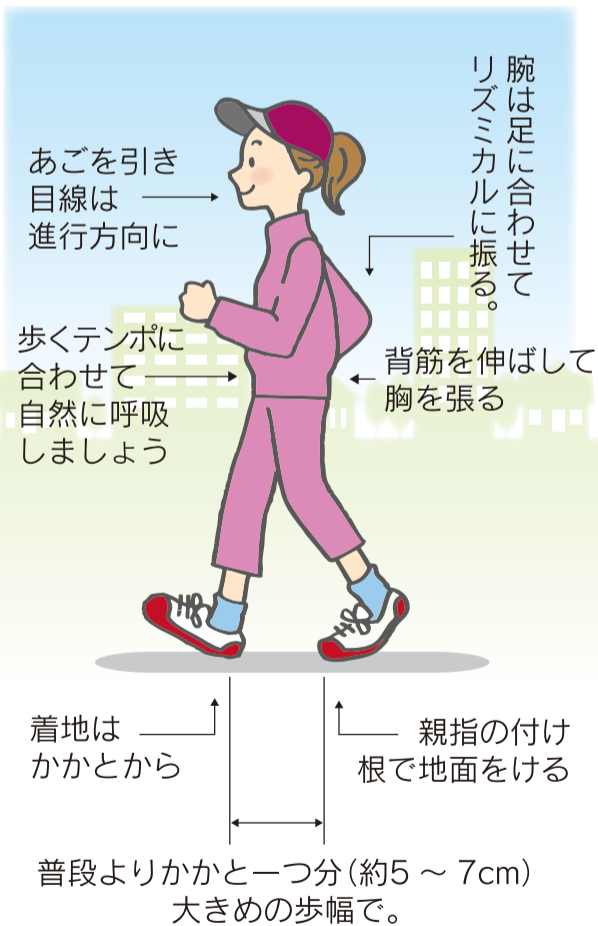 腕は足に合わせて
リズミカルに振る。
あごを引き
目線は
進行方向に
歩くテンポに
合わせて
自然に呼吸
しましょう
背筋を伸ばして
胸を張る
着地は
かかとから
親指の付け
根で地面をける
普段よりかかと一つ分（約5 ～ 7cm）
大きめの歩幅で。